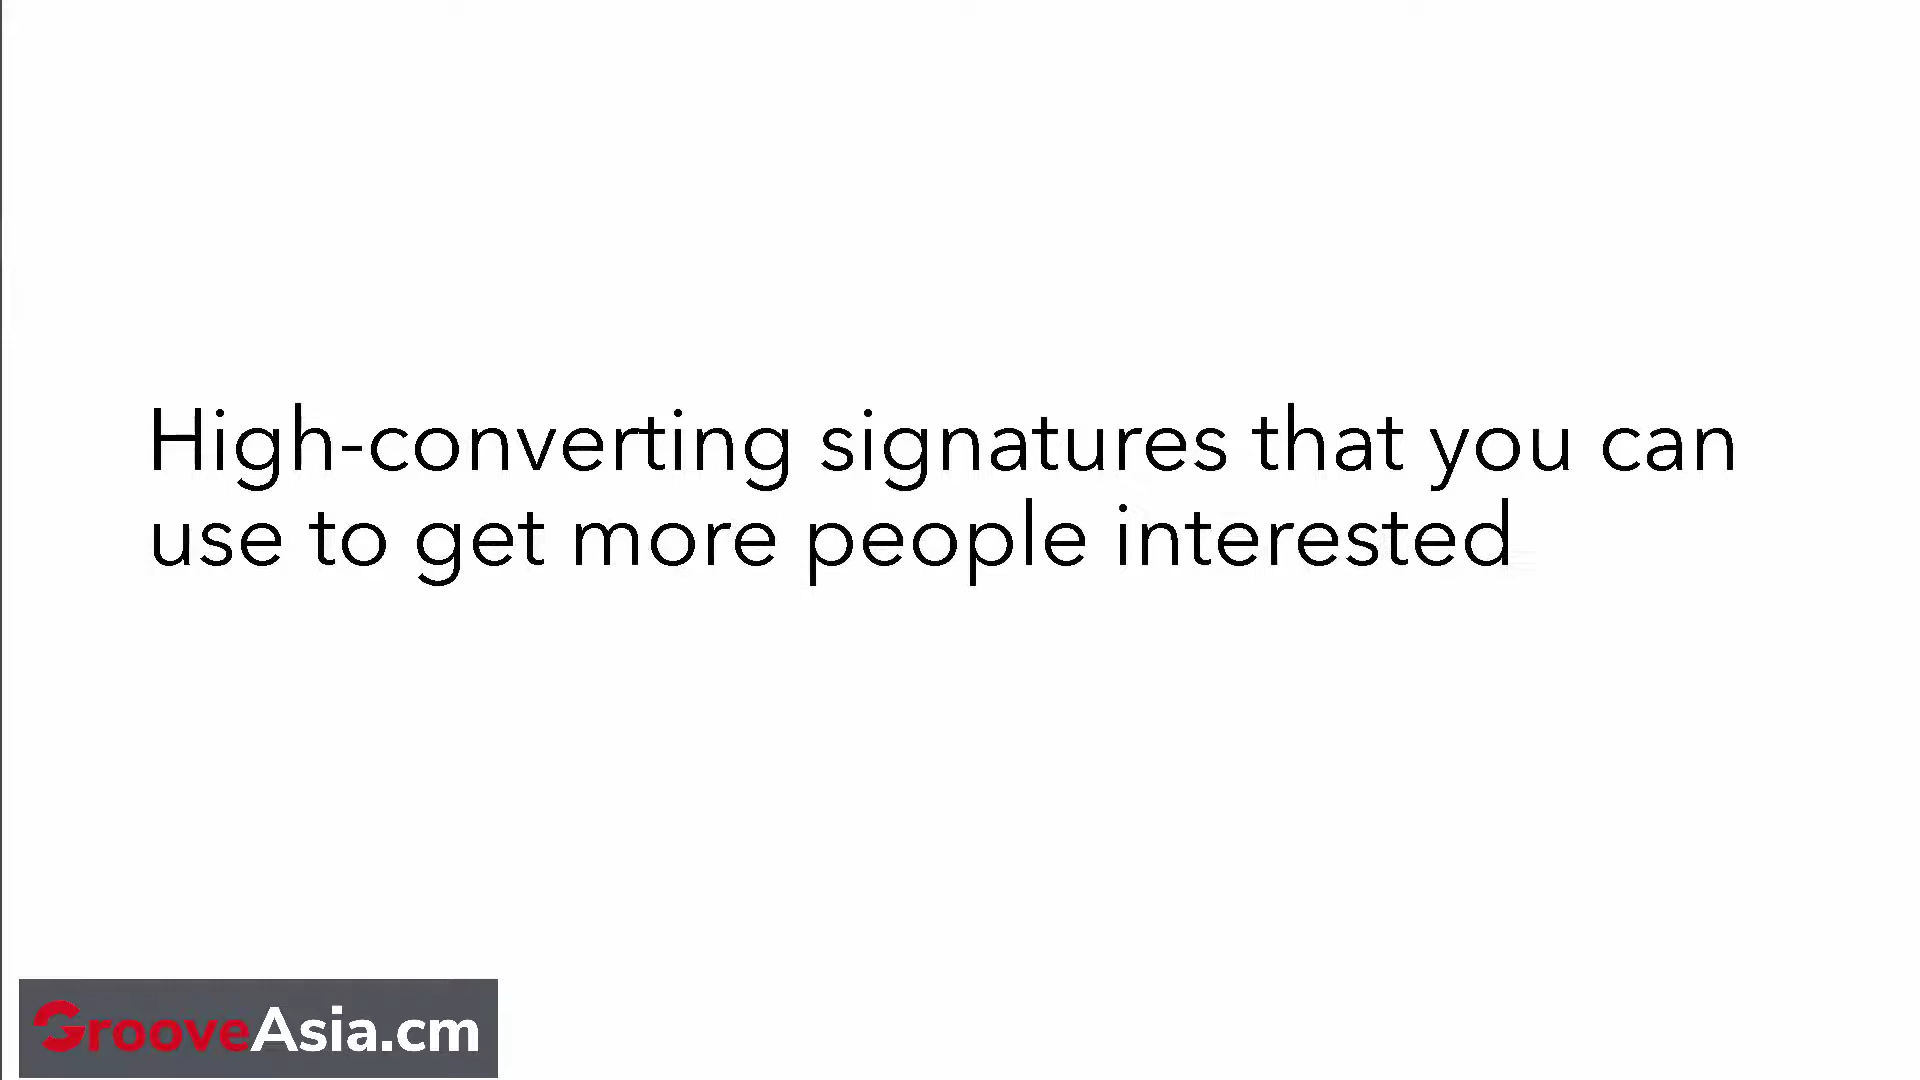 High-converting signatures that you can
use to get more people interested
GrooveAsia.cm